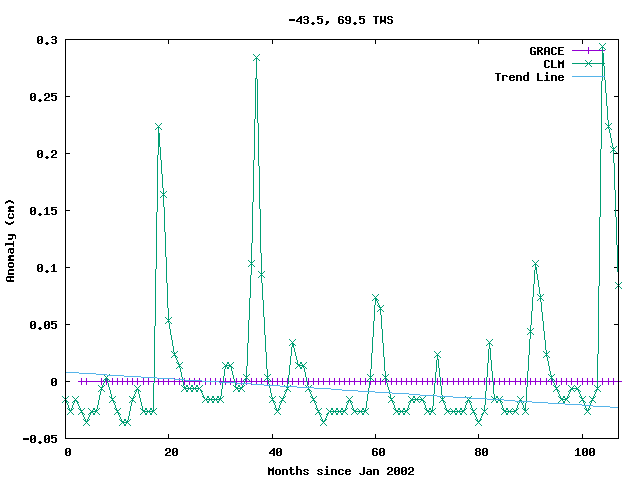 -43.5, 69.5 TWS
GRACE
CLM
Trend Line
0.3
0.25
0.2
0.15
0.1
0.05
0
-0.05
0 20 40 60 80 100
Anomaly (cm)
Months since Jan 2002